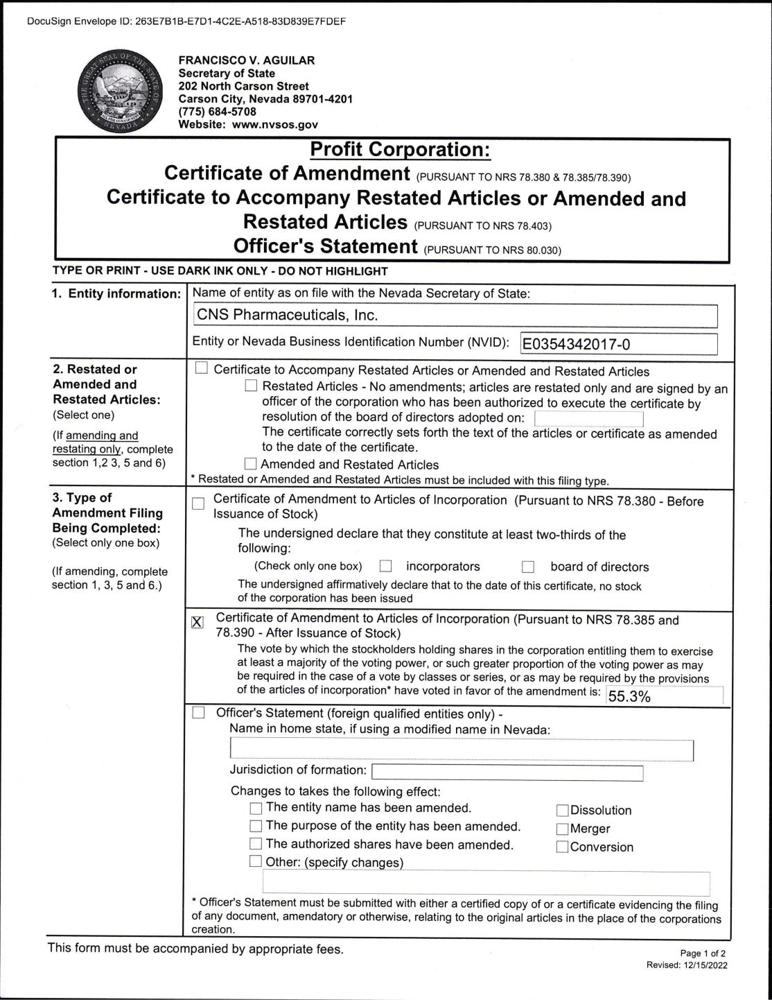 DocuSign Envelope ID: 263E7B1B-E7D1-4C2E-A518-83D839E7FDEF
THE GREAT SEAL OF THE STATE OF NEVADA
ALL FOR OUR COUNTRY
FRANCISCO V. AGUILAR
Secretary of State
202 North Carson Street
Carson City, Nevada 89701-4201
(775) 684-5708
Website: www.nvsos.gov
Profit Corporation:
Certificate of Amendment (PURSUANT TO NRS 78.380 & 78.385/78.390)
Certificate to Accompany Restated Articles or Amended and
Restated Articles (PURSUANT TO NRS 78.403)
Officer's Statement (PURSUANT TO NRS 80.030)
TYPE OR PRINT - USE DARK INK ONLY - DO NOT HIGHLIGHT
1. Entity information:
Name of entity as on file with the Nevada Secretary of State:
CNS Pharmaceuticals, Inc.
Entity or Nevada Business Identification Number (NVID): E0354342017-0
2. Restated or
Amended and
Restated Articles:
(Select one)
(If amending and
restating only, complete
section 1,2 3, 5 and 6)
Certificate to Accompany Restated Articles or Amended and Restated Articles
Restated Articles - No amendments; articles are restated only and are signed by an
officer of the corporation who has been authorized to execute the certificate by
resolution of the board of directors adopted on:
The certificate correctly sets forth the text of the articles or certificate as amended
to the date of the certificate.
Amended and Restated Articles
* Restated or Amended and Restated Articles must be included with this filing type.
3. Type of
Amendment Filing
Being Completed:
(Select only one box)
(If amending, complete
section 1, 3, 5 and 6.)
Certificate of Amendment to Articles of Incorporation (Pursuant to NRS 78.380 - Before
Issuance of Stock)
The undersigned declare that they constitute at least two-thirds of the
following:
(Check only one box) incorporators board of directors
The undersigned affirmatively declare that to the date of this certificate, no stock
of the corporation has been issued
X Certificate of Amendment to Articles of Incorporation (Pursuant to NRS 78.385 and
78.390 - After Issuance of Stock)
The vote by which the stockholders holding shares in the corporation entitling them to exercise
at least a majority of the voting power, or such greater proportion of the voting power as may
be required in the case of a vote by classes or series, or as may be required by the provisions
of the articles of incorporation* have voted in favor of the amendment is: 55.3%
Officer's Statement (foreign qualified entities only) -
Name in home state, if using a modified name in Nevada:
Jurisdiction of formation:
Changes to takes the following effect:
The entity name has been amended. Dissolution
The purpose of the entity has been amended. Merger
The authorized shares have been amended. Conversion
Other: (specify changes)
* Officer's Statement must be submitted with either a certified copy of or a certificate evidencing the filing
of any document, amendatory or otherwise, relating to the original articles in the place of the corporations
creation.
This form must be accompanied by appropriate fees.
Page 1 of 2
Revised: 12/15/2022